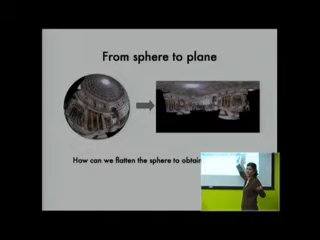 From sphere to plane
How can we flatten the sphere to obtain